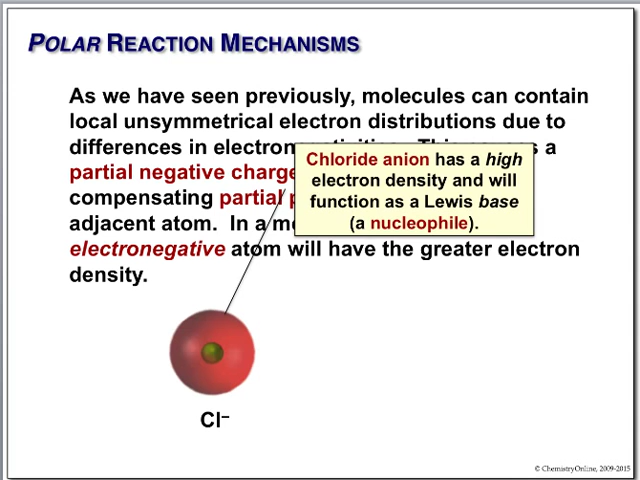 POLAR REACTION MECHANISMS
As we have seen previously, molecules can contain
local unsymmetrical electron distributions due to
differences in a
partial negative charge
compensating partial
adjacent atom. In a
electronegative atom will have the greater electron
density.
Chloride anion has a high
electron density and will
function as a Lewis base
(a nucleophile).
Cl–
© ChemistryOnline, 2009-2015